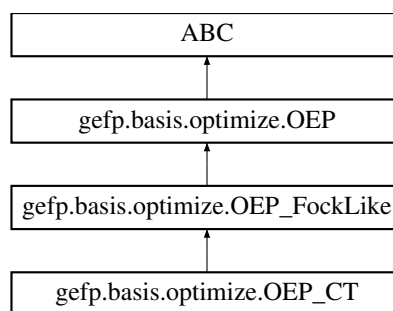 ABC
gefp.basis.optimize.OEP
gefp.basis.optimize.OEP_FockLike
gefp.basis.optimize.OEP_CT